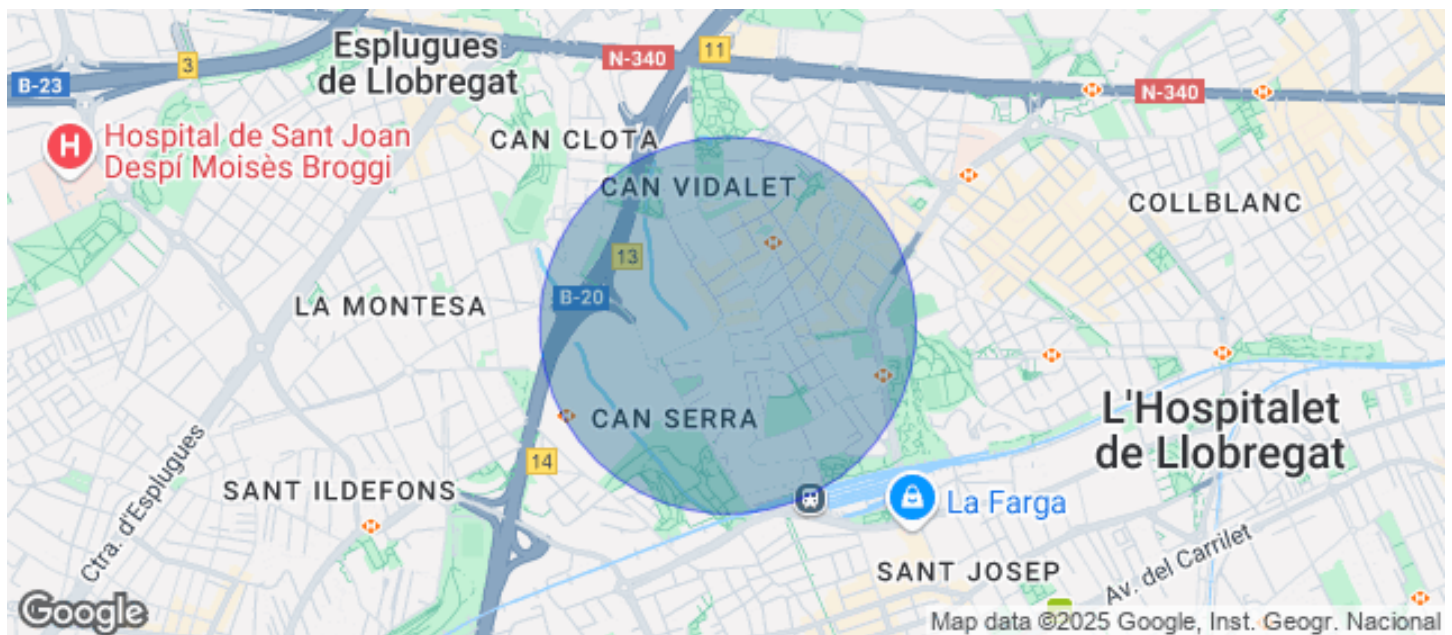 Esplugues
de Llobregat
3
11
N-340
B-23
N-340
Hospital de Sant Joan
Despí Moisès Broggi
H
CAN CLOTA
CAN VIDALET
COLLBLANC
13
B-20
LA MONTESA
CAN SERRA
L'Hospitalet
de Llobregat
14
SANT ILDEFONS
La Farga
Ctra. d'Esplugues
SANT JOSEP
Av. del Carrilet
Google
Map data ©2025 Google, Inst. Geogr. Nacional